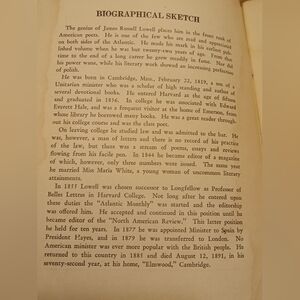 BIOGRAPHICAL SKETCH
The genius of James Russell Lowell places him in the front rank of
American poets. He is one of the few who are read and appreciated
on both sides of the Atlantic. He made his mark in his earliest pub-
lished volume when he was but twenty-two years of age. From that
time to the end of his long career he grew steadily. Nor did
his power wane, while his literary work showed an increasing perfection
of polish.
He was born in Cambridge, Mass., February 22, 1819, a son of a
Unitarian minister who was a scholar of high standing and author of
several devotional books. He entered Harvard at the age of fifteen
and graduated in 1856. In college he was associated with Edward
Everett Hale, and was a frequent visitor at the home of Emerson, from
whose library he borrowed many books. He was a great reader through-
out his college course and was the class poet.
On leaving college he studied law and was admitted to the bar. He
was, however, a man of letters and there is no record of his practice
of the law, but there was a stream of poems, essays and reviews
flowing from his facile pen. In 1844 he became editor of a magazine
of which, however, only three numbers were issued. The same year
he married Miss Maria White, a young woman of uncommon literary
attainments.
In 1855 Lowell was chosen successor to Longfellow as Professor of
Belles Lettres in Harvard College. Not long after he entered upon
these duties the "Atlantic Monthly" was started and the editorship
was offered him. He accepted and continued in this position until he
became editor of the "North American Review." This latter position
he held for ten years. In 1877 he was appointed Minister to Spain by
President Hayes, and in 1879 he was transferred to London. No
American minister was ever more popular with the British people. He
returned to this country in 1885 and died August 12, 1891, in his
seventy-second year, at his home, "Elmwood," Cambridge.